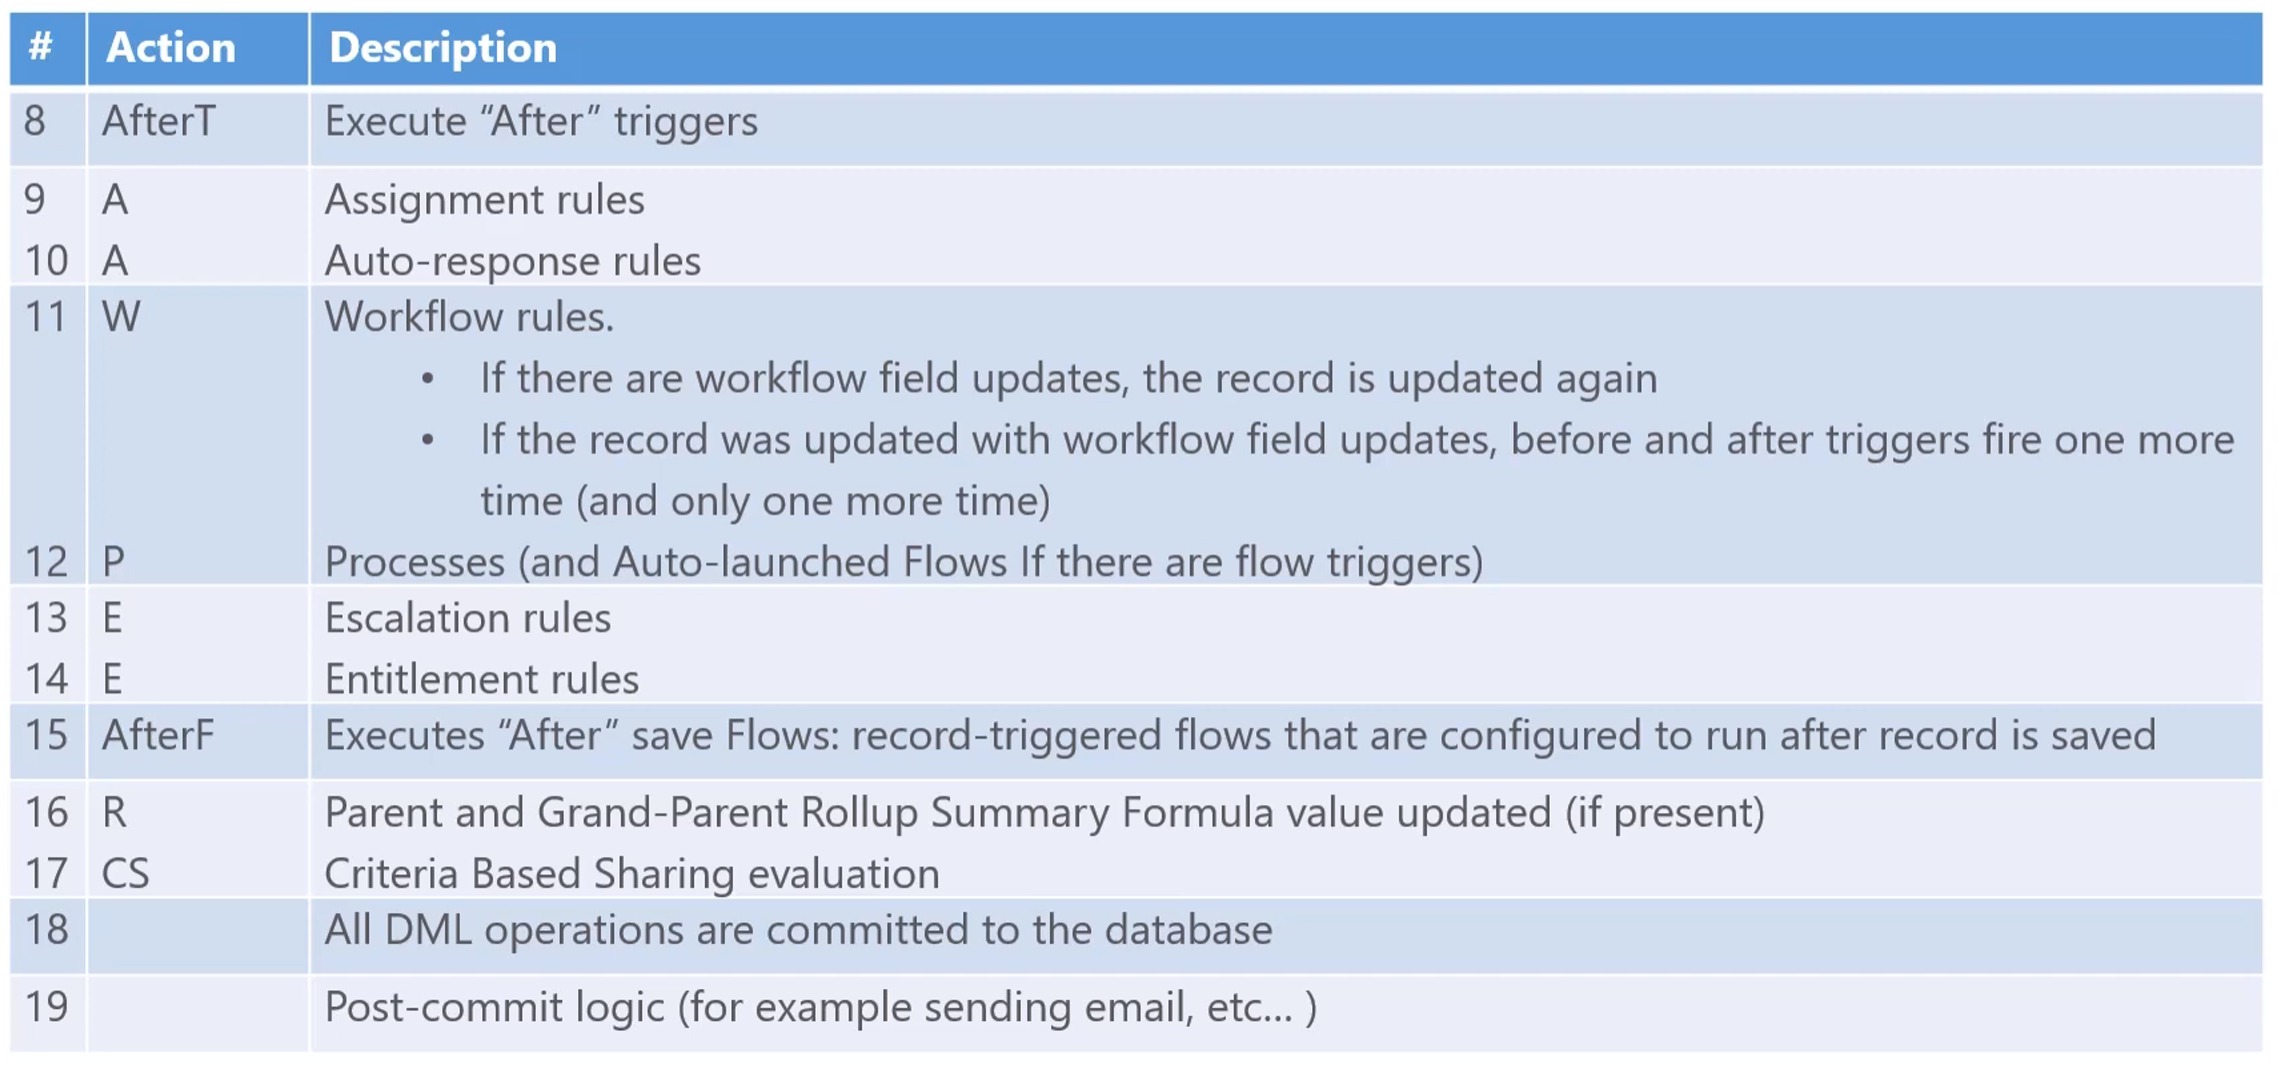 # Action Description
8 AfterT Execute “After” triggers
9 A Assignment rules
10 A Auto-response rules
11 W Workflow rules.
• If there are workflow field updates, the record is updated again
• If the record was updated with workflow field updates, before and after triggers fire one more
time (and only one more time)
12 P Processes (and Auto-launched Flows If there are flow triggers)
13 E Escalation rules
14 E Entitlement rules
15 AfterF Executes “After” save Flows: record-triggered flows that are configured to run after record is saved
16 R Parent and Grand-Parent Rollup Summary Formula value updated (if present)
17 CS Criteria Based Sharing evaluation
18 All DML operations are committed to the database
19 Post-commit logic (for example sending email, etc... )